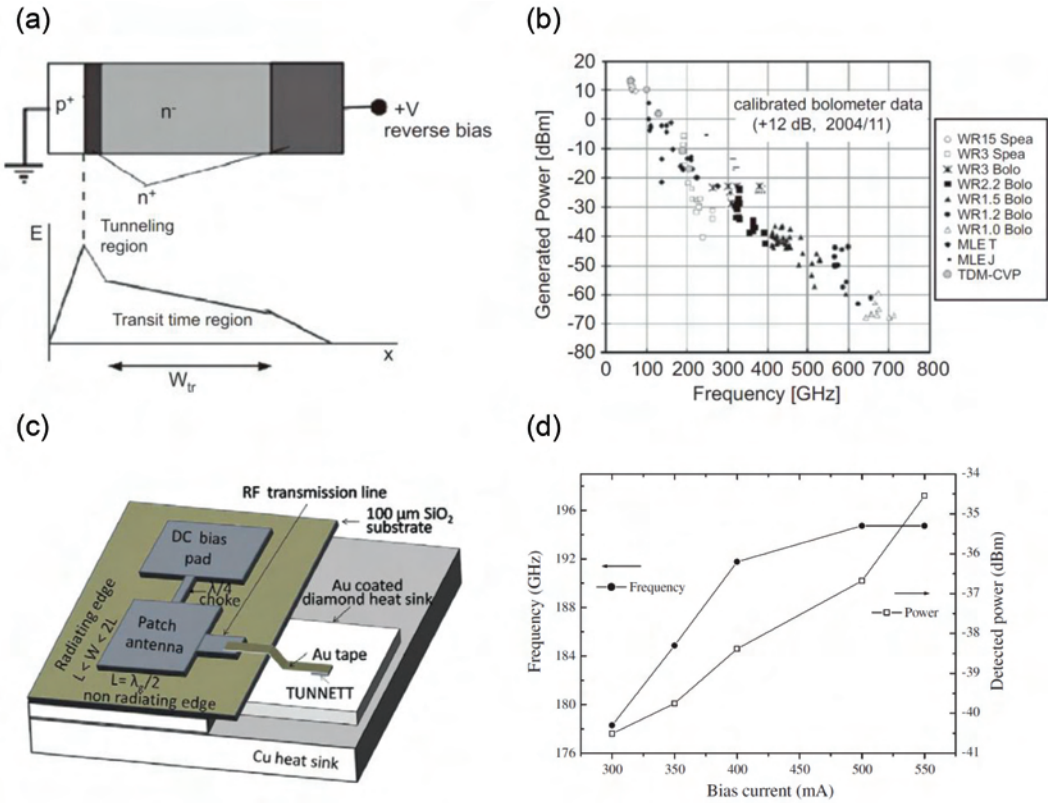 (a)
p+
n-
n+
+V
reverse bias
Tunneling
region
E
Transit time region
x
Wtr
(b)
Generated Power [dBm]
20
10
0
-10
-20
-30
-40
-50
-60
-70
-80
calibrated bolometer data
(+12 dB, 2004/11)
0 100 200 300 400 500 600 700 800
Frequency [GHz]
WR15 Spea
WR3 Spea
WR3 Bolo
WR2.2 Bolo
WR1.5 Bolo
WR1.2 Bolo
WR1.0 Bolo
MLE T
MLE J
TDM-CVP
(c)
RF transmission line
100 μm SiO₂
substrate
DC bias
pad
λ/4
choke
Au coated
diamond heat sink
Patch
antenna
Radiating edge
L < W < 2L
L= λg/2
non radiating edge
Au tape
TUNNETT
Cu heat sink
(d)
Frequency (GHz)
196
192
188
184
180
176
Frequency
Power
-34
-35
-36
-37
-38
-39
-40
-41
Detected power (dBm)
300 350 400 500 550
Bias current (mA)